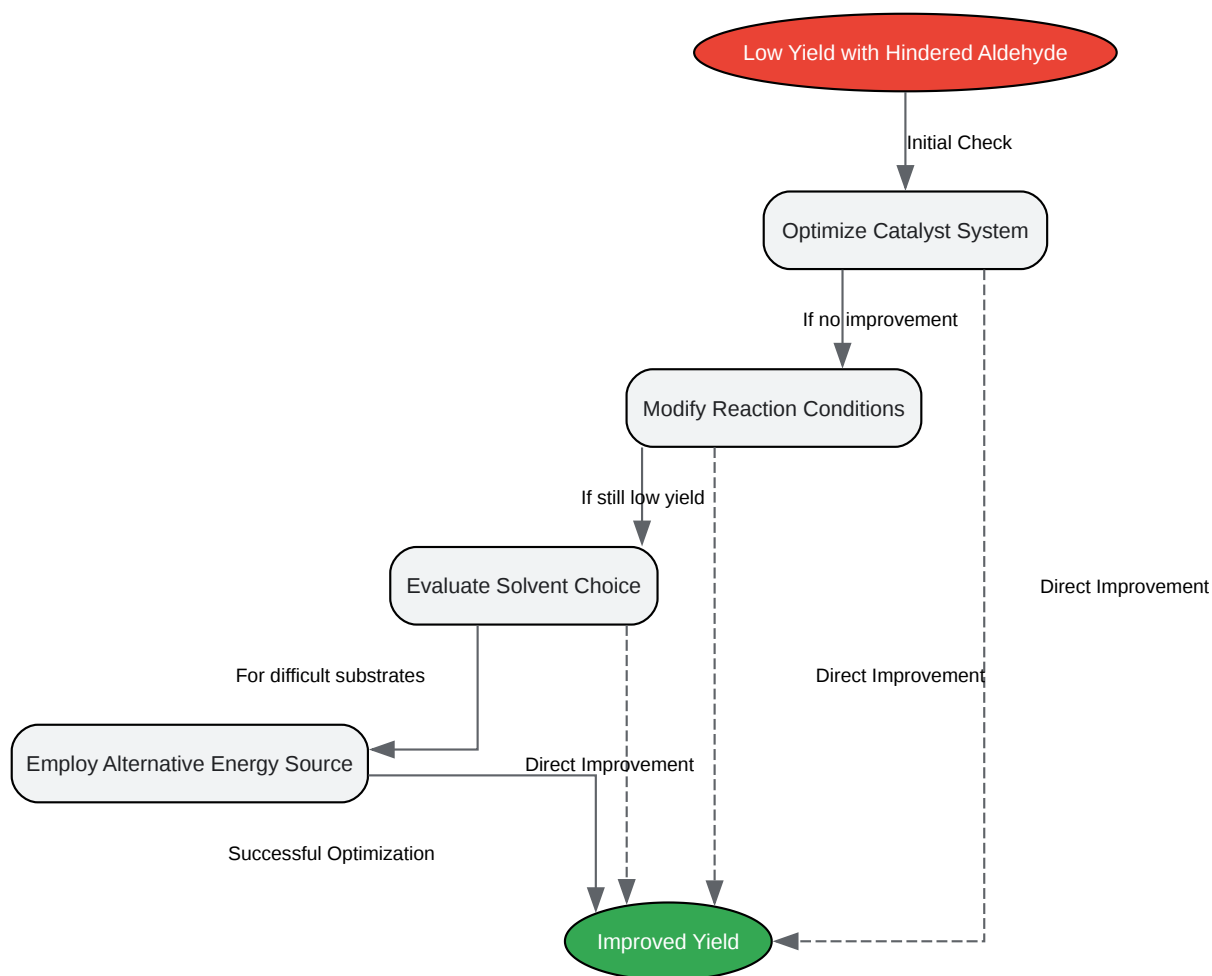 Low Yield with Hindered Aldehyde
Initial Check
Optimize Catalyst System
If no improvement
Modify Reaction Conditions
If still low yield
Evaluate Solvent Choice
Direct Improvement
For difficult substrates
Direct Improvement
Employ Alternative Energy Source
Direct Improvement
Successful Optimization
Improved Yield